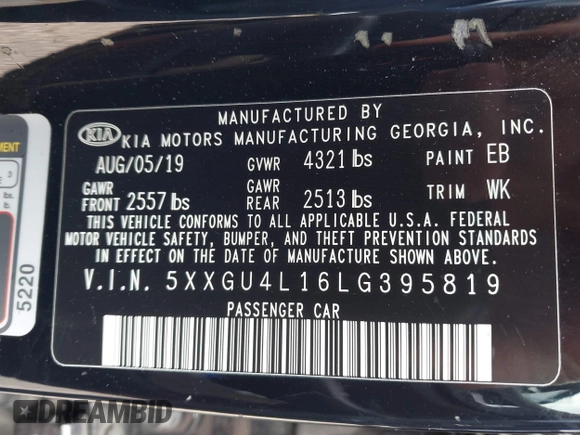 MANUFACTURED BY
KIA KIA MOTORS MANUFACTURING GEORGIA, INC.
AUG/05/19 GVWR 4321 lbs PAINT EB
GAWR FRONT 2557 lbs GAWR REAR 2513 lbs TRIM WK
THIS VEHICLE CONFORMS TO ALL APPLICABLE U.S.A. FEDERAL
MOTOR VEHICLE SAFETY, BUMPER, AND THEFT PREVENTION STANDARDS
IN EFFECT ON THE DATE OF MANUFACTURE SHOWN ABOVE.
V.I.N. 5XXGU4L16LG395819
PASSENGER CAR
5220
DREAMBID